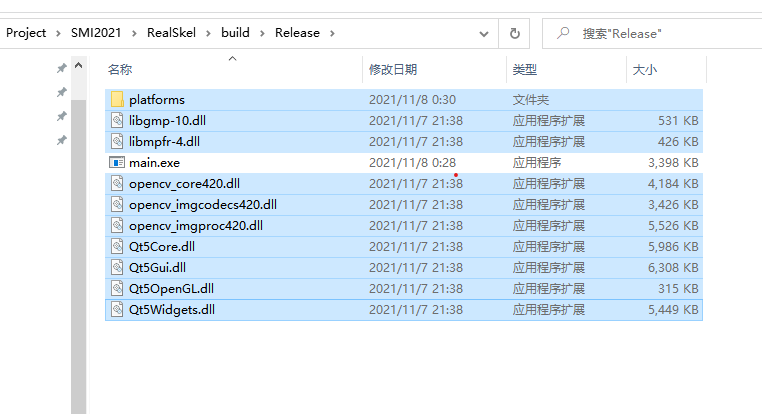 Project > SMI2021 > RealSkel > build > Release > 搜索"Release"
名称 修改日期 类型 大小
platforms 2021/11/8 0:30 文件夹
libgmp-10.dll 2021/11/7 21:38 应用程序扩展 531 KB
libmpfr-4.dll 2021/11/7 21:38 应用程序扩展 426 KB
main.exe 2021/11/8 0:28 应用程序 3,398 KB
opencv_core420.dll 2021/11/7 21:38 应用程序扩展 4,184 KB
opencv_imgcodecs420.dll 2021/11/7 21:38 应用程序扩展 3,426 KB
opencv_imgproc420.dll 2021/11/7 21:38 应用程序扩展 5,526 KB
Qt5Core.dll 2021/11/7 21:38 应用程序扩展 5,986 KB
Qt5Gui.dll 2021/11/7 21:38 应用程序扩展 6,308 KB
Qt5OpenGL.dll 2021/11/7 21:38 应用程序扩展 315 KB
Qt5Widgets.dll 2021/11/7 21:38 应用程序扩展 5,449 KB